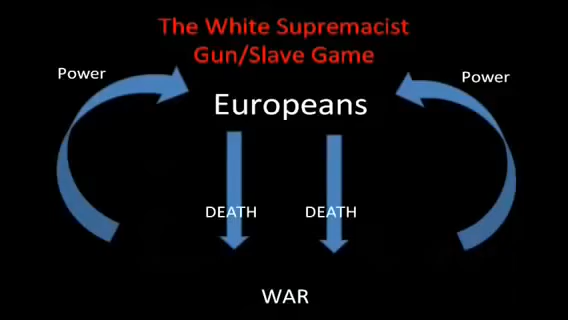 The White Supremacist
Gun/Slave Game
Power
Power
Europeans
DEATH
DEATH
WAR